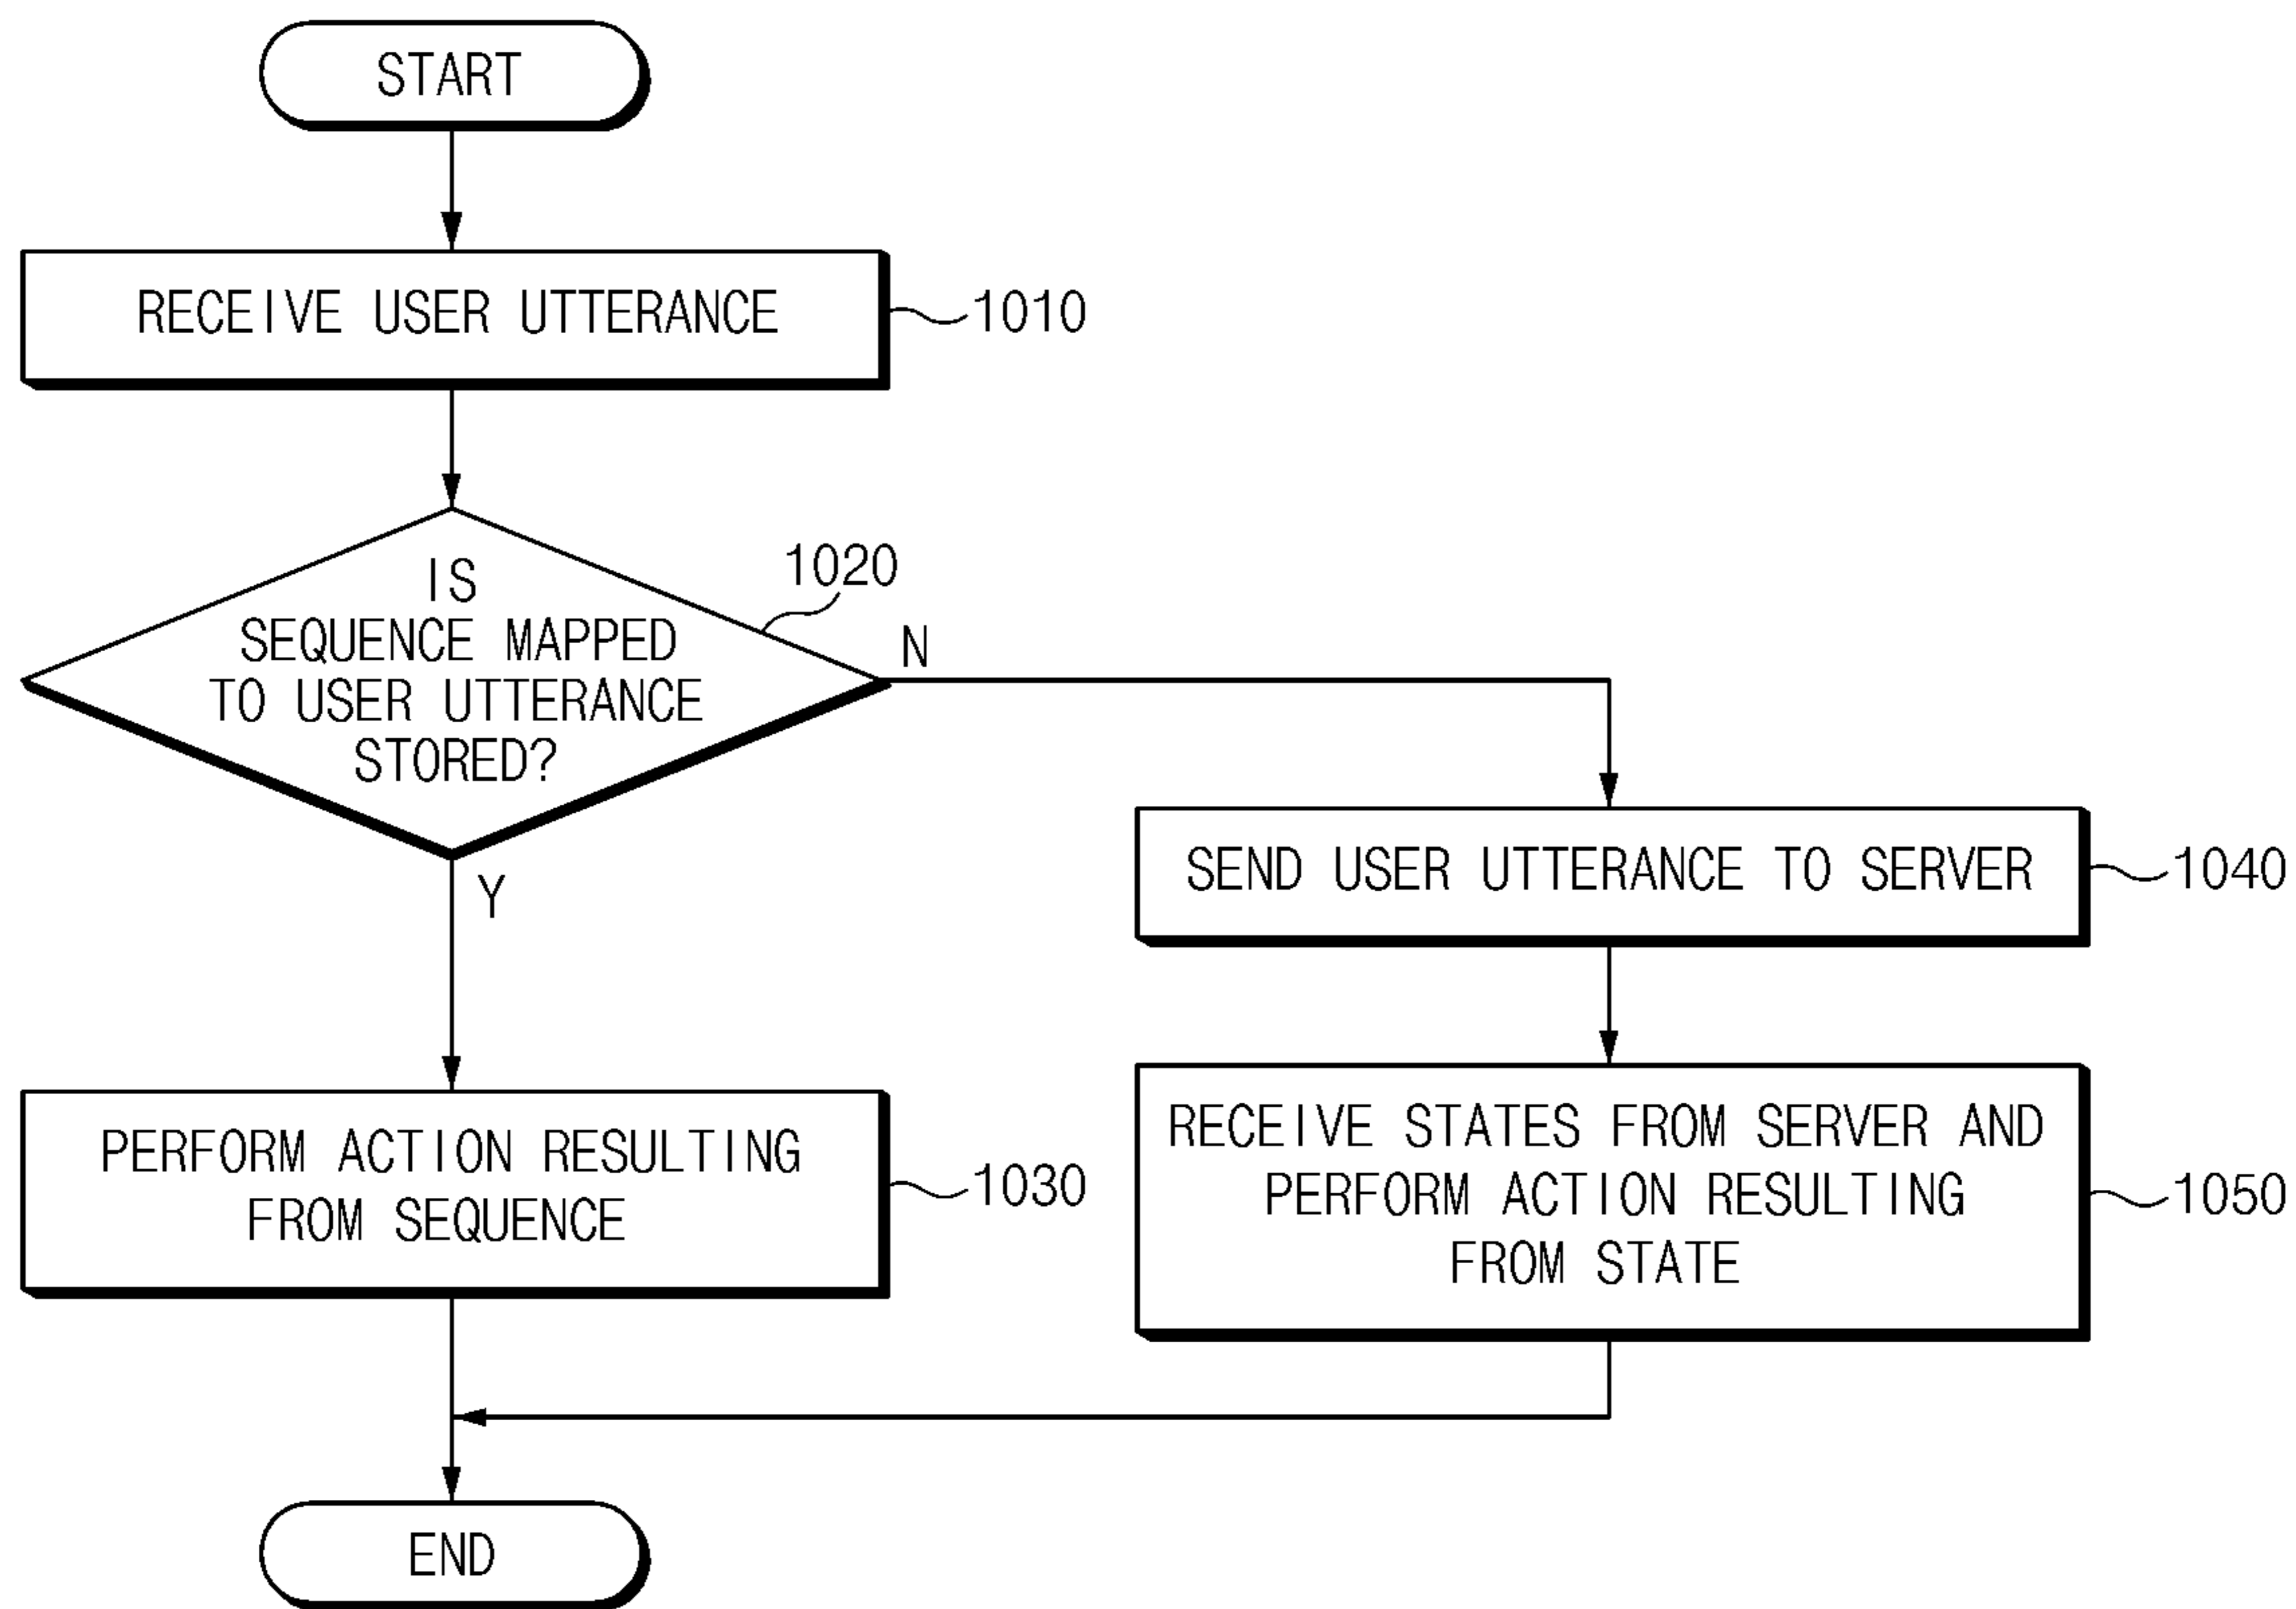 START
RECEIVE USER UTTERANCE
1010
IS
SEQUENCE MAPPED
TO USER UTTERANCE
STORED?
1020
N
Y
SEND USER UTTERANCE TO SERVER
1040
PERFORM ACTION RESULTING
FROM SEQUENCE
1030
RECEIVE STATES FROM SERVER AND
PERFORM ACTION RESULTING
FROM STATE
1050
END